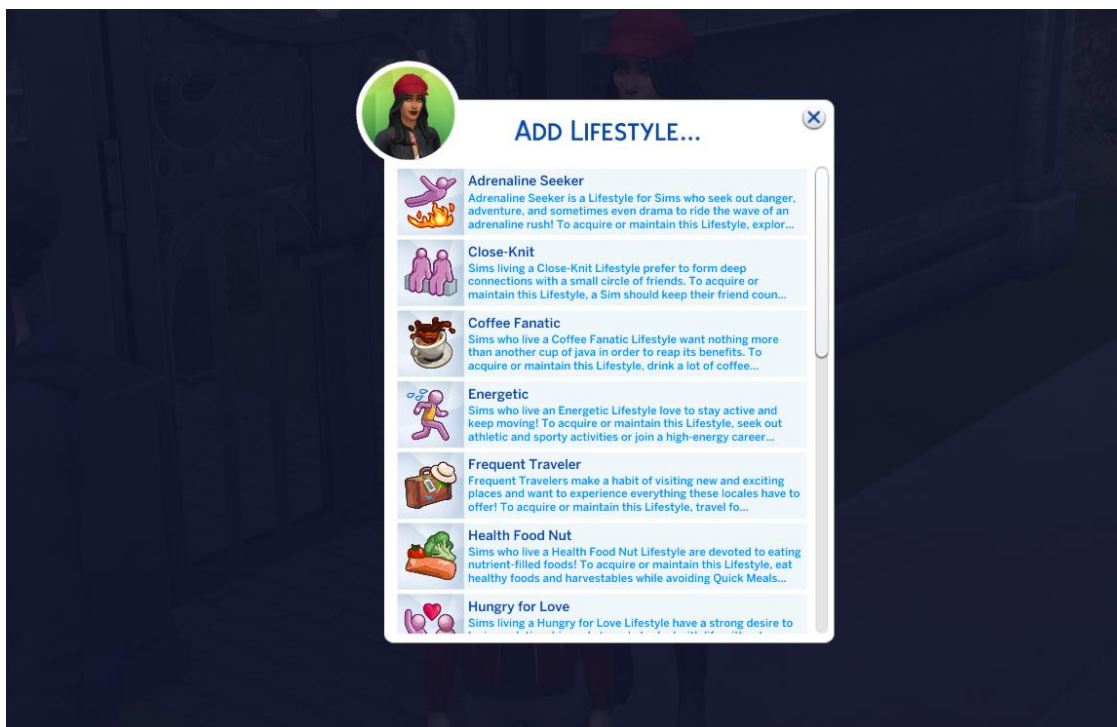 ADD LIFESTYLE...
Adrenaline Seeker
Adrenaline Seeker is a Lifestyle for Sims who seek out danger,
adventure, and sometimes even drama to ride the wave of an
adrenaline rush! To acquire or maintain this Lifestyle, explor...
Close-Knit
Sims living a Close-Knit Lifestyle prefer to form deep
connections with a small circle of friends. To acquire or
maintain this Lifestyle, a Sim should keep their friend coun...
Coffee Fanatic
Sims who live a Coffee Fanatic Lifestyle want nothing more
than another cup of java in order to reap its benefits. To
acquire or maintain this Lifestyle, drink a lot of coffee...
Energetic
Sims who live an Energetic Lifestyle love to stay active and
keep moving! To acquire or maintain this Lifestyle, seek out
athletic and sporty activities or join a high-energy career...
Frequent Traveler
Frequent Travelers make a habit of visiting new and exciting
places and want to experience everything these locales have to
offer! To acquire or maintain this Lifestyle, travel fo...
Health Food Nut
Sims who live a Health Food Nut Lifestyle are devoted to eating
nutrient-filled foods! To acquire or maintain this Lifestyle, eat
healthy foods and harvestables while avoiding Quick Meals...
Hungry for Love
Sims living a Hungry for Love Lifestyle have a strong desire to